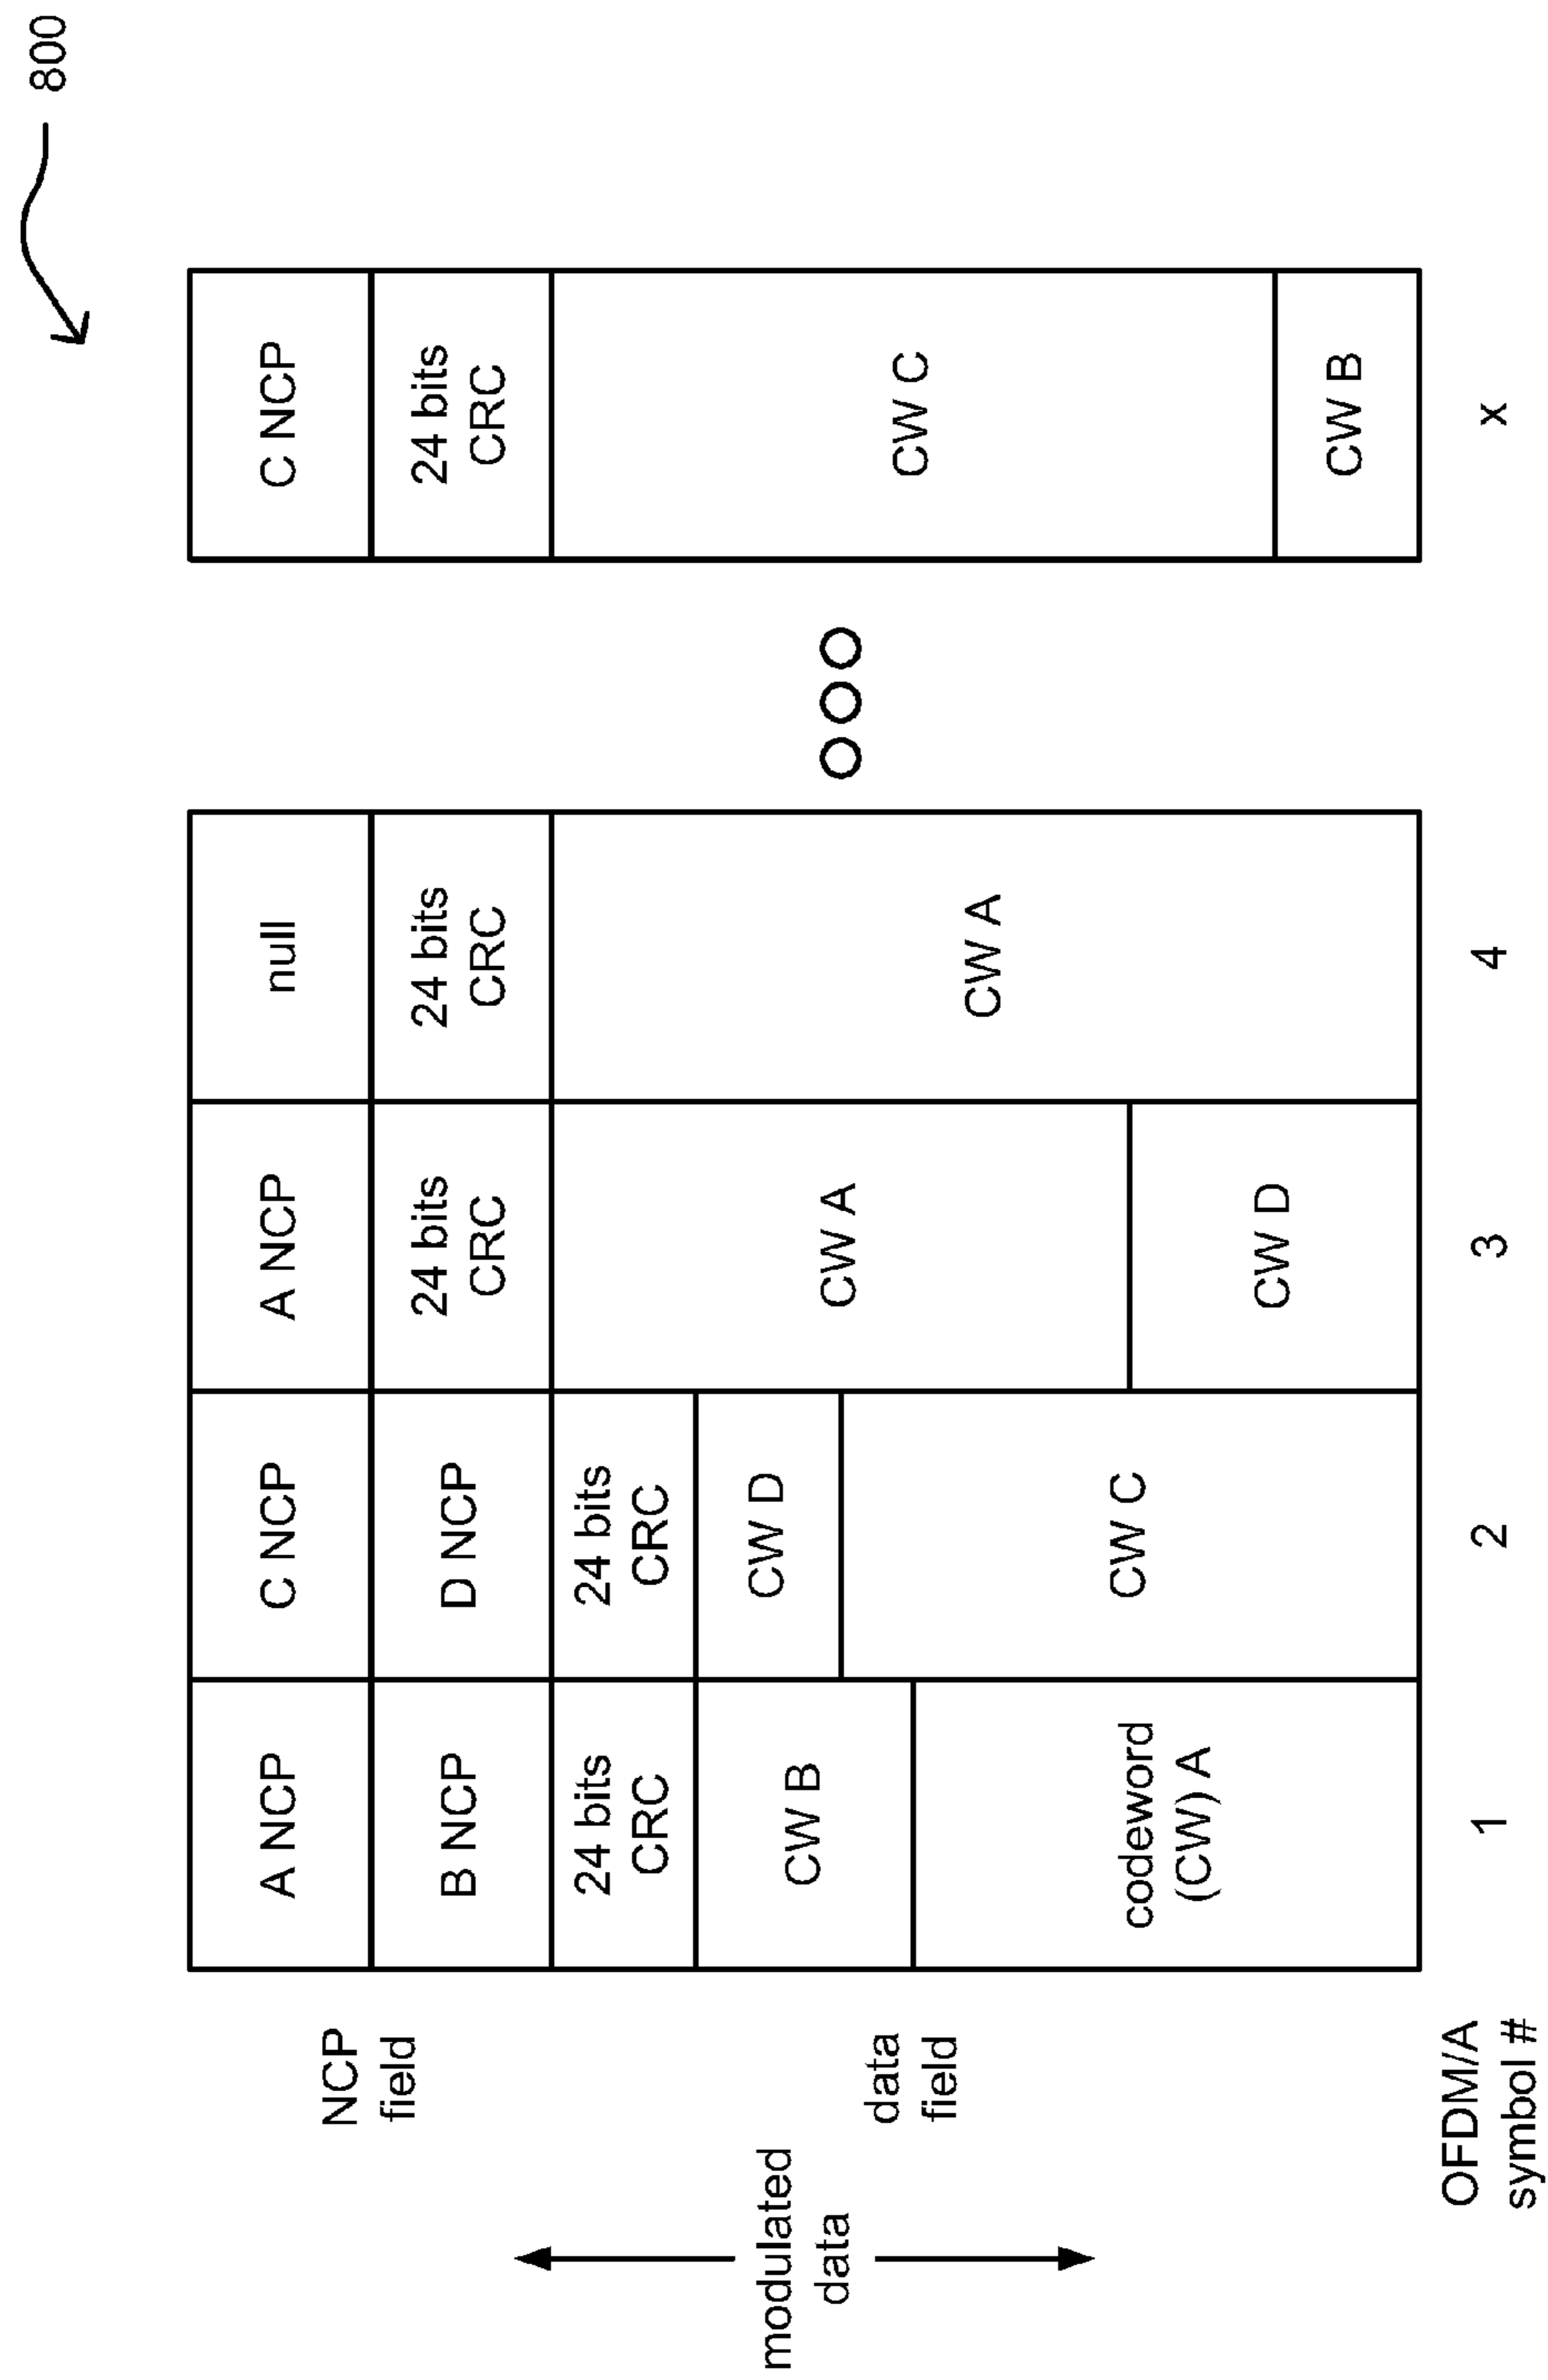 800
NCP
field
modulated
data
data
field
OFDM/A
symbol #
A NCP
B NCP
24 bits
CRC
CW B
codeword
(CW) A
1
C NCP
D NCP
24 bits
CRC
CW D
CW C
2
A NCP
24 bits
CRC
CW A
CW D
3
null
24 bits
CRC
CW A
4
C NCP
24 bits
CRC
CW C
CW B
x